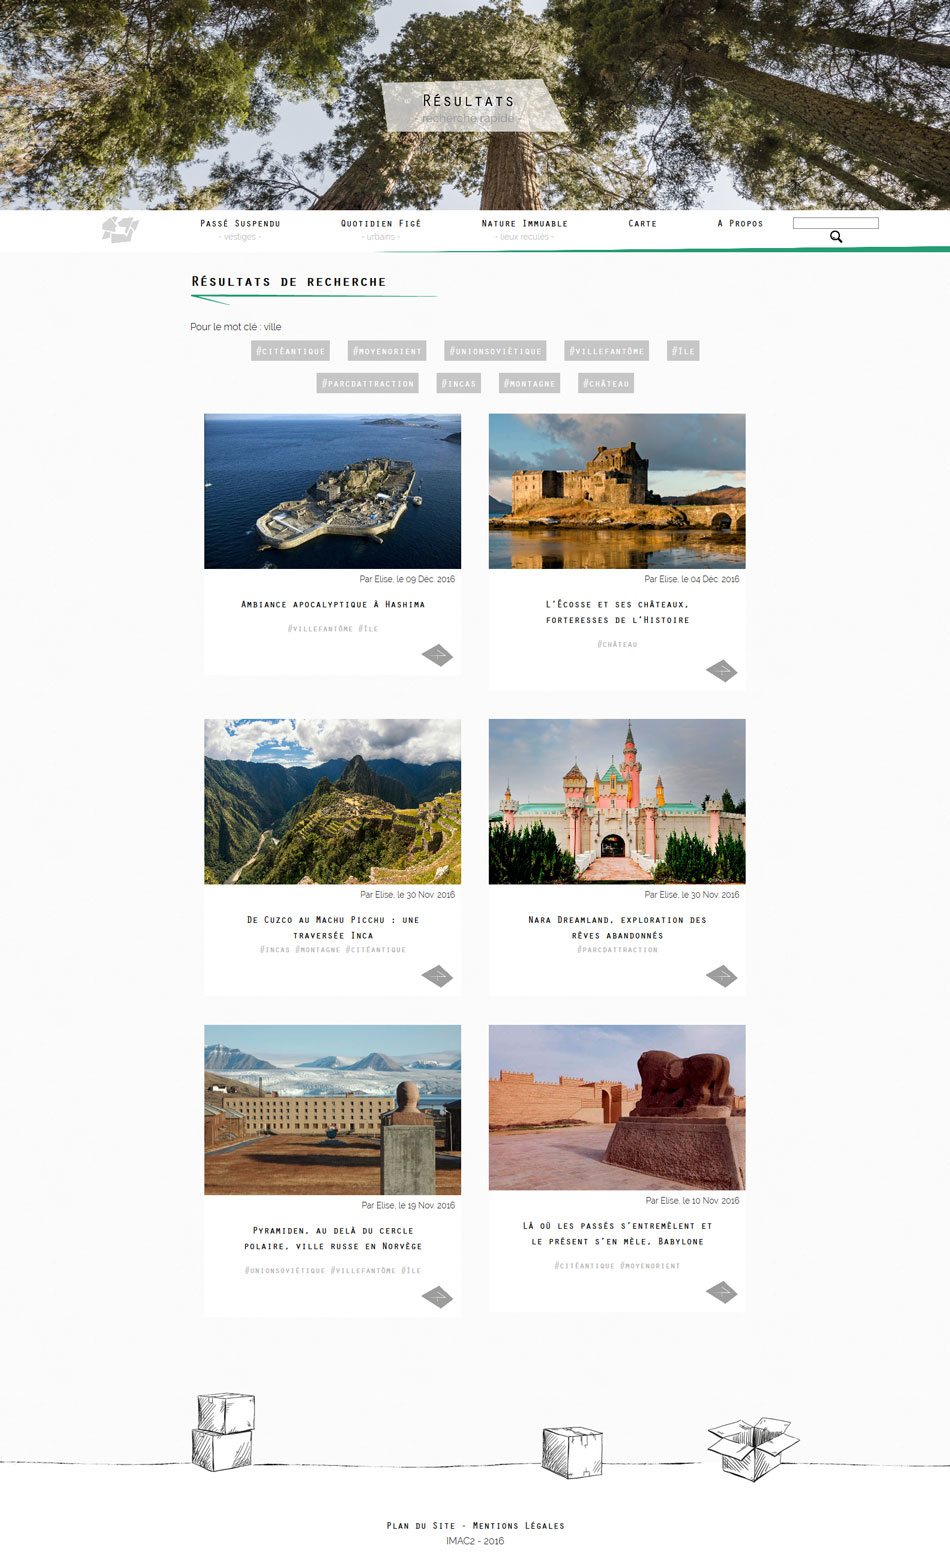 Résultats
- recherche rapide -
Passé Suspendu
- vestiges -
Quotidien Figé
- urbains -
Nature Immuable
- lieux reculés -
Carte
A Propos
Résultats de recherche
Pour le mot clé : ville
#citéantique #moyenorient #unionsoviétique #villefantôme #île
#parcdattraction #incas #montagne #château
Par Elise, le 09 Déc. 2016
Ambiance apocalyptique à Hashima
#villefantôme #île
Par Elise, le 04 Déc. 2016
L'Écosse et ses châteaux,
forteresses de l'Histoire
#château
Par Elise, le 30 Nov. 2016
De Cuzco au Machu Picchu : une
traversée Inca
#incas #montagne #citéantique
Par Elise, le 30 Nov. 2016
Nara Dreamland, exploration des
rêves abandonnés
#parcdattraction
Par Elise, le 19 Nov. 2016
Pyramiden, au delà du cercle
polaire, ville russe en Norvège
#unionsoviétique #villefantôme #île
Par Elise, le 10 Nov. 2016
Là où les passés s'entremêlent et
le présent s'en mêle, Babylone
#citéantique #moyenorient
Plan du Site - Mentions Légales
IMAC2 - 2016